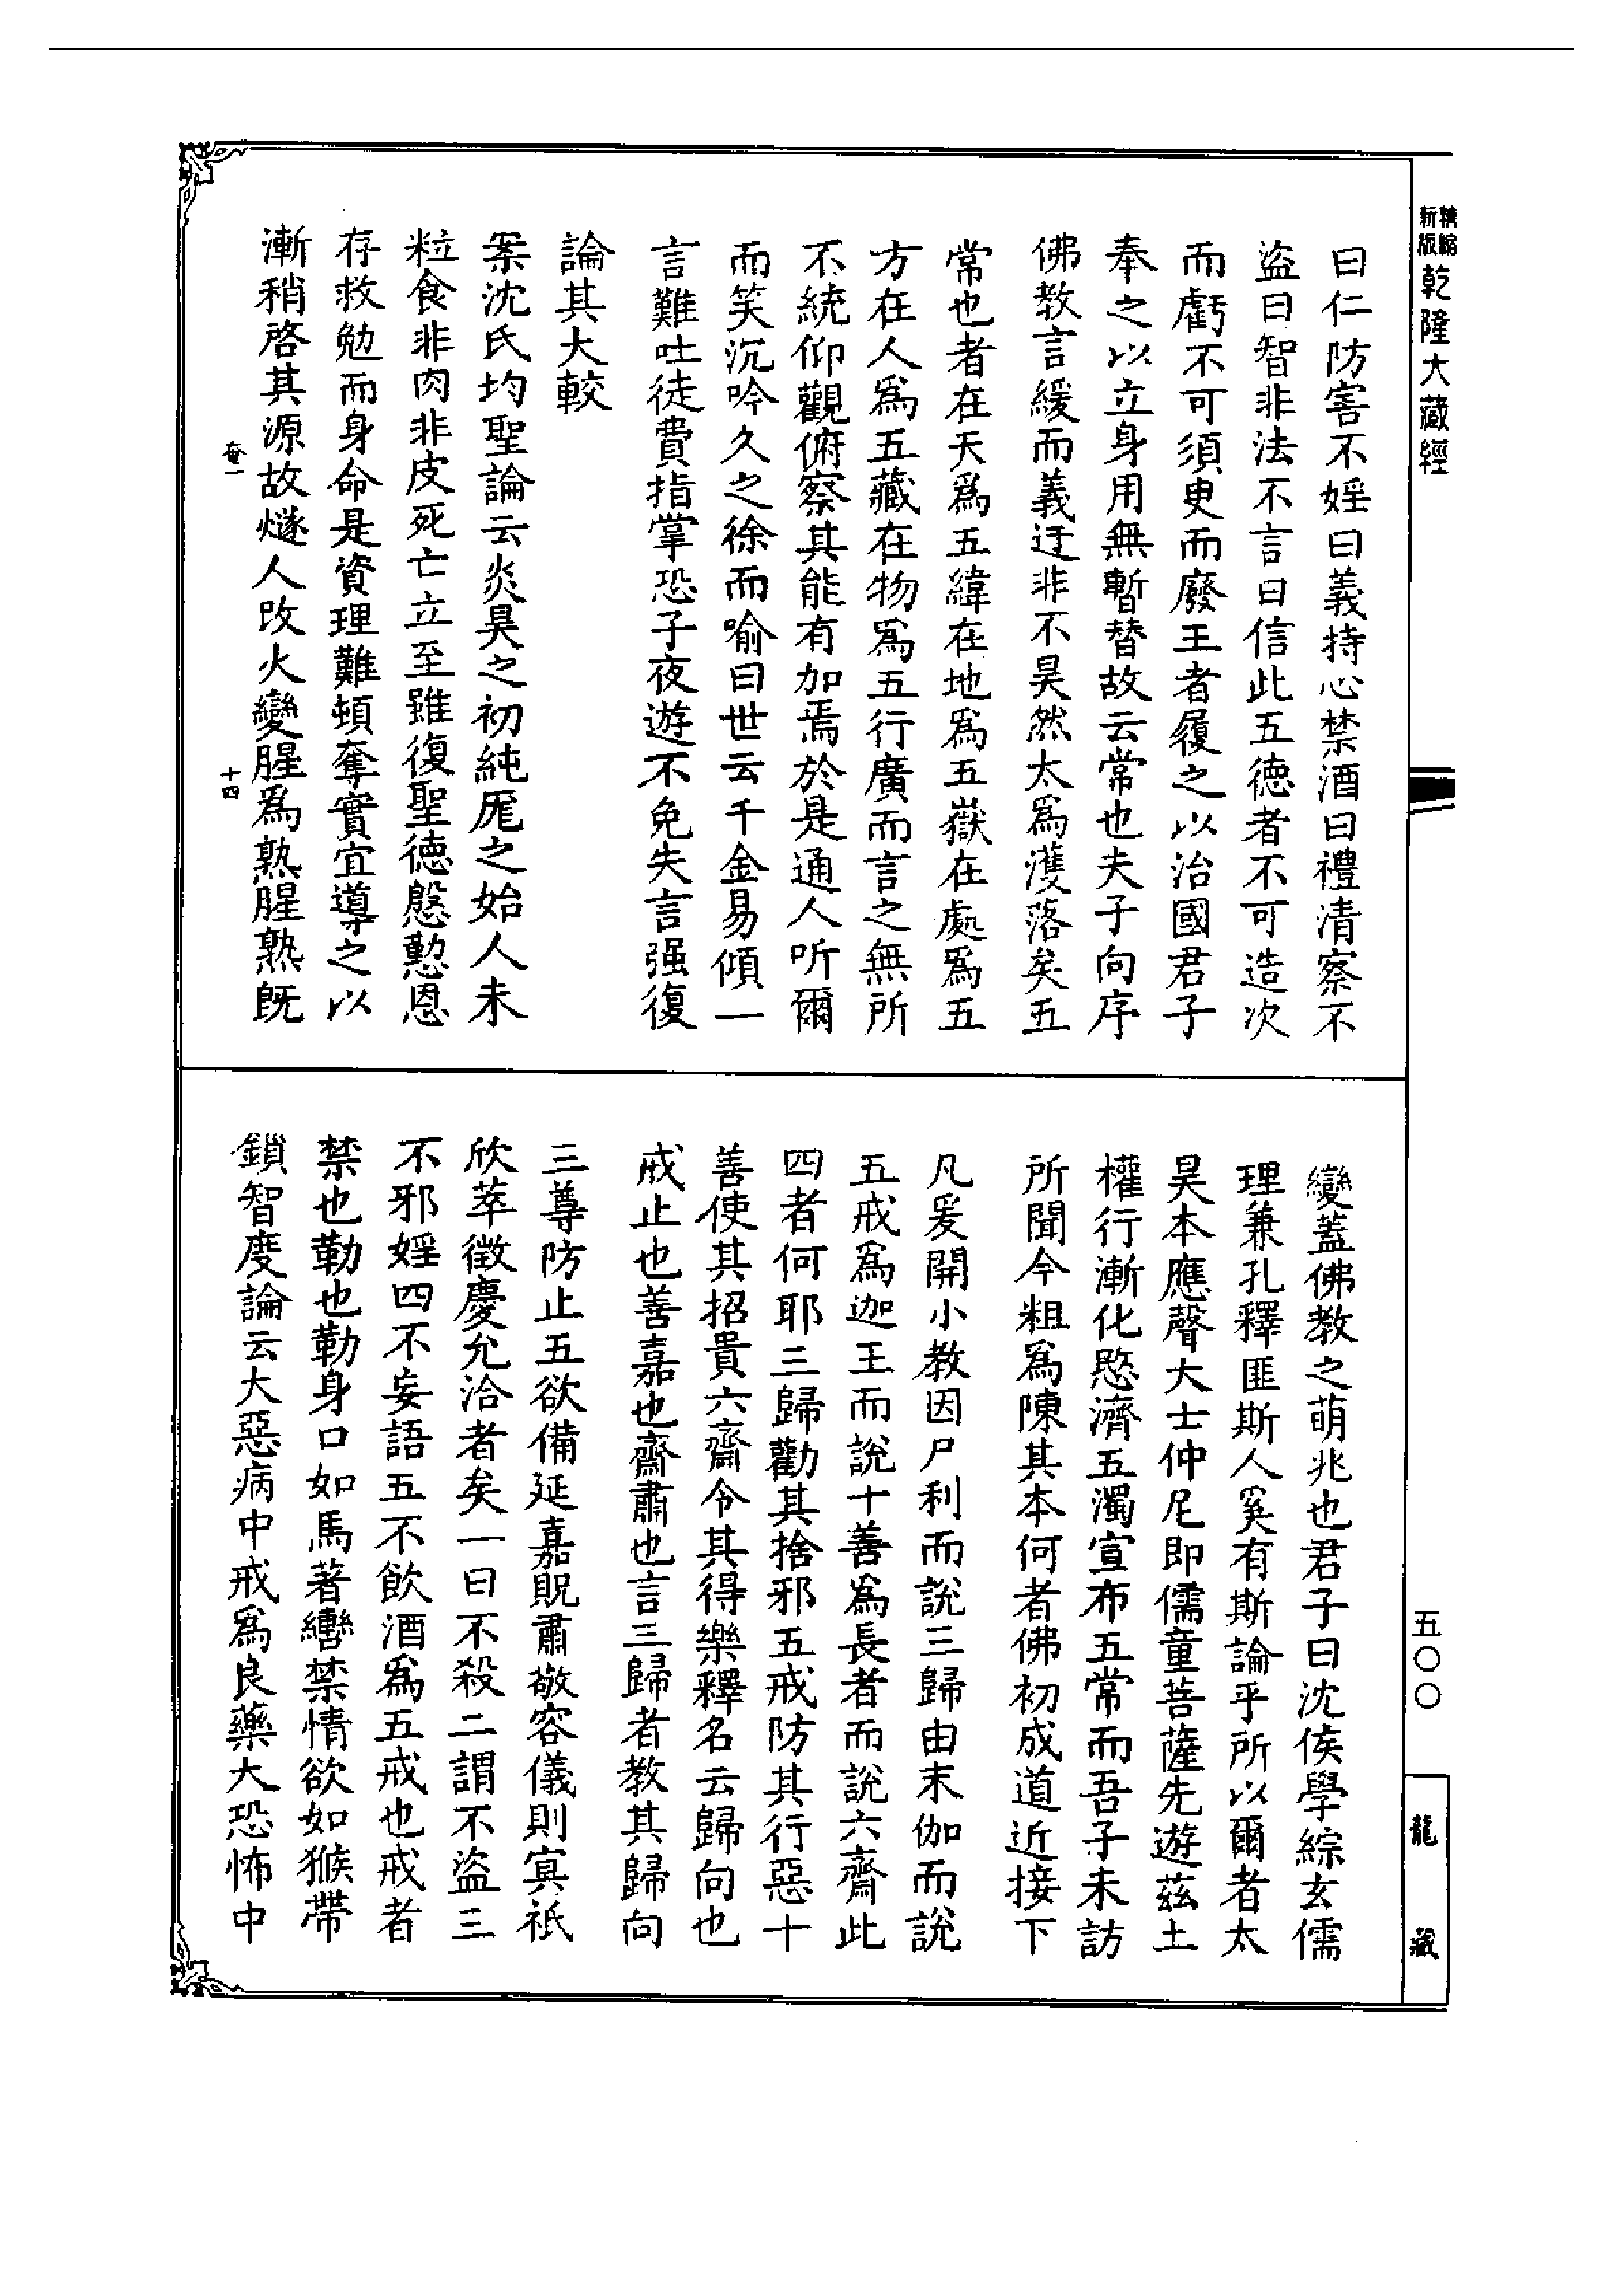 精縮新版乾隆大藏經
曰仁防害不婬曰義持心禁酒曰禮清察不
盜曰智非法不言曰信此五德者不可造次
而虧不可須臾而廢王者履之以治國君子
奉之以立身用無暫替故云常也夫子向序
佛教言緩而義迂非不昊然太爲濩落矣五
常也者在天爲五緯在地爲五嶽在處爲五
方在人爲五藏在物爲五行廣而言之無所
不統仰觀俯察其能有加焉於是通人听爾
而笑沉吟久之徐而喻曰世云千金易傾一
言難吐徒費指掌恐子夜遊不免失言强復
論其大較
案沈氏均聖論云炎昊之初純厖之始人未
粒食非肉非皮死亡立至雖復聖德慇懃恩
存救勉而身命是資理難頓奪實宜導之以
漸稍啓其源故燧人改火變腥爲熟腥熟旣
奄一
十四
變蓋佛教之萌兆也君子曰沈侯學綜玄儒
理兼孔釋匪斯人奚有斯論乎所以爾者太
昊本應聲大士仲尼即儒童菩薩先遊茲土
權行漸化愍濟五濁宣布五常而吾子未訪
所聞今粗爲陳其本何者佛初成道近接下
凡爰開小教因尸利而說三歸由末伽而說
五戒爲迦王而說十善爲長者而說六齋此
四者何耶三歸勸其捨邪五戒防其行惡十
善使其招貴六齋令其得樂釋名云歸向也
戒止也善嘉也齋肅也言三歸者教其歸向
三尊防止五欲備延嘉貺肅敬容儀則㝠祇
欣萃徵慶允洽者矣一曰不殺二謂不盜三
不邪婬四不妄語五不飲酒爲五戒也戒者
禁也勒也勒身口如馬著轡禁情欲如猴帶
鎖智度論云大惡病中戒爲良藥大恐怖中
五〇〇
龍藏